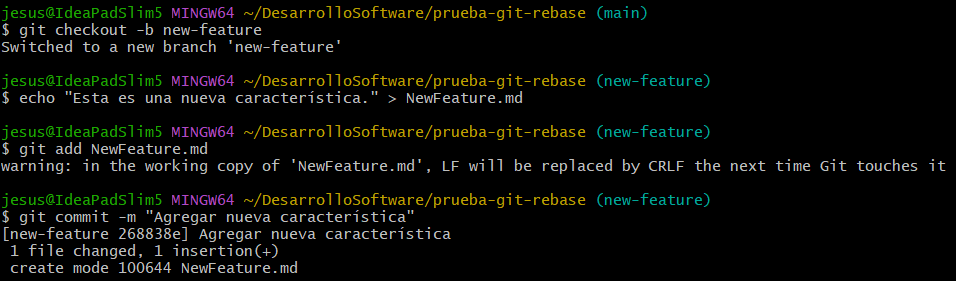 jesus@IdeaPadSlim5 MINGW64 ~/DesarrolloSoftware/prueba-git-rebase (main)
$ git checkout -b new-feature
Switched to a new branch 'new-feature'
jesus@IdeaPadSlim5 MINGW64 ~/DesarrolloSoftware/prueba-git-rebase (new-feature)
$ echo "Esta es una nueva característica." > NewFeature.md
jesus@IdeaPadSlim5 MINGW64 ~/DesarrolloSoftware/prueba-git-rebase (new-feature)
$ git add NewFeature.md
warning: in the working copy of 'NewFeature.md', LF will be replaced by CRLF the next time Git touches it
jesus@IdeaPadSlim5 MINGW64 ~/DesarrolloSoftware/prueba-git-rebase (new-feature)
$ git commit -m "Agregar nueva característica"
[new-feature 268838e] Agregar nueva característica
 1 file changed, 1 insertion(+)
 create mode 100644 NewFeature.md